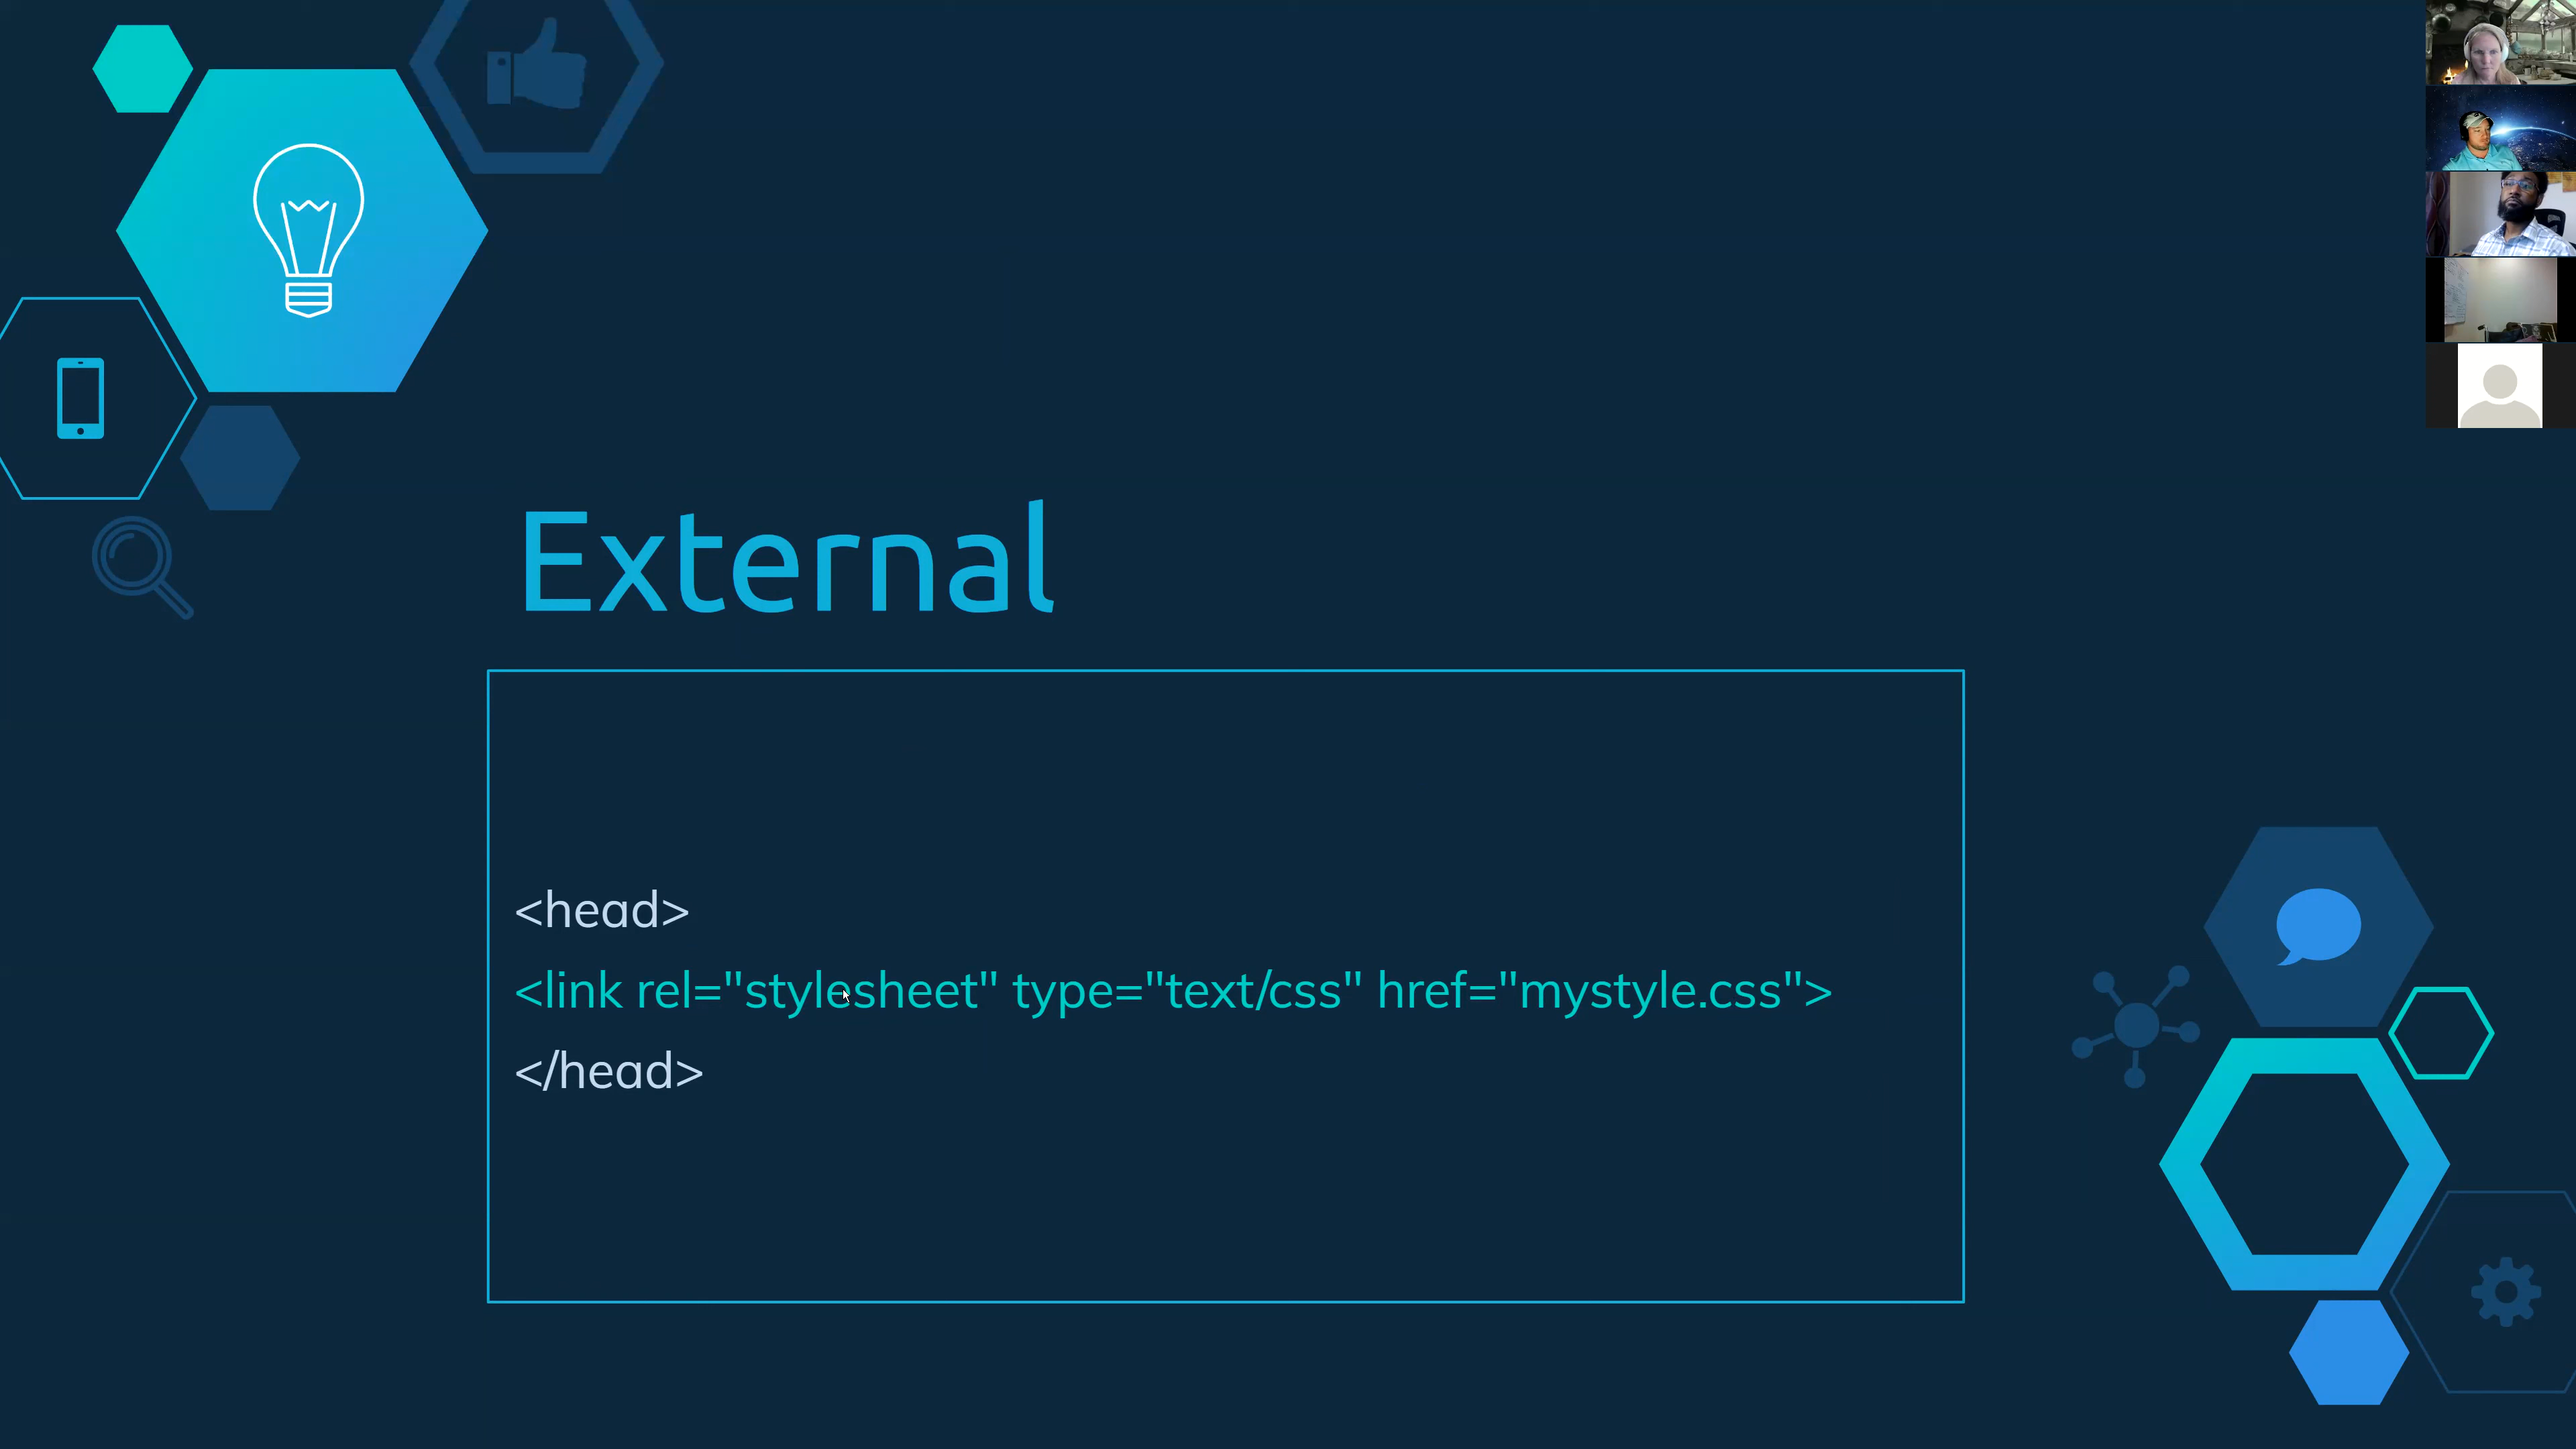 External
<head>
<link rel="stylesheet" type="text/css" href="mystyle.css">
</head>